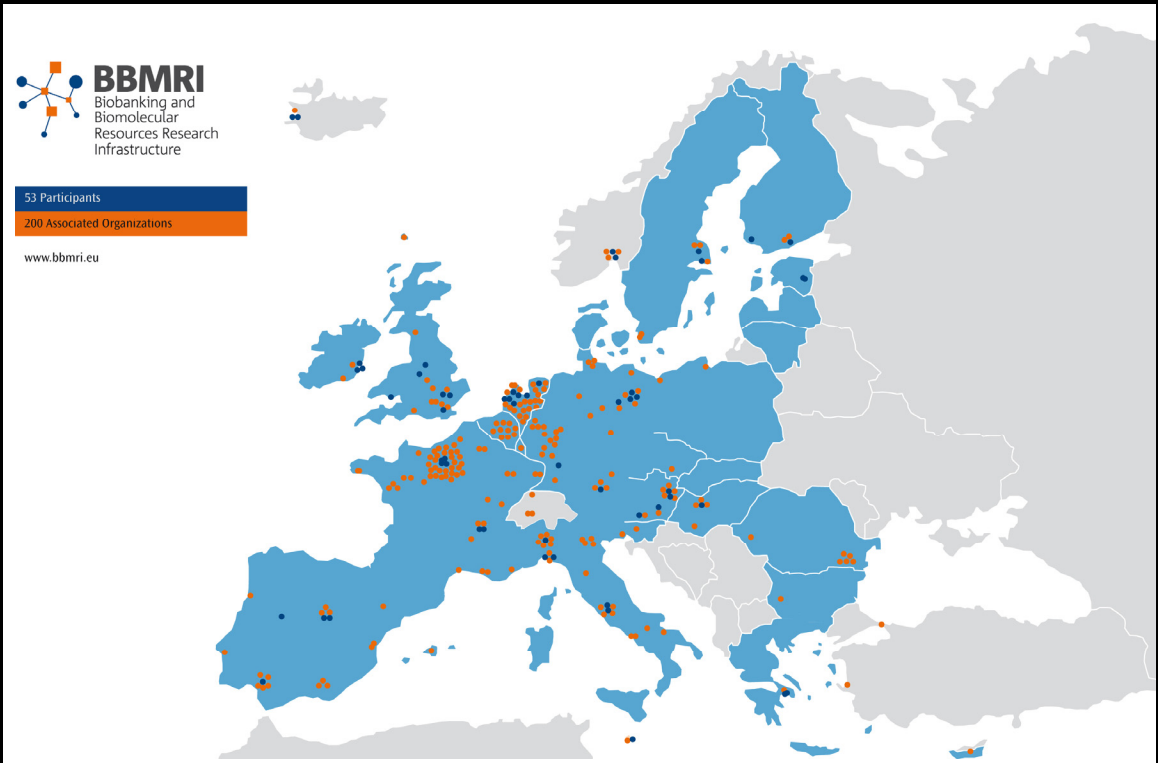 BBMRI
Biobanking and
Biomolecular
Resources Research
Infrastructure
53 Participants
200 Associated Organizations
www.bbmri.eu